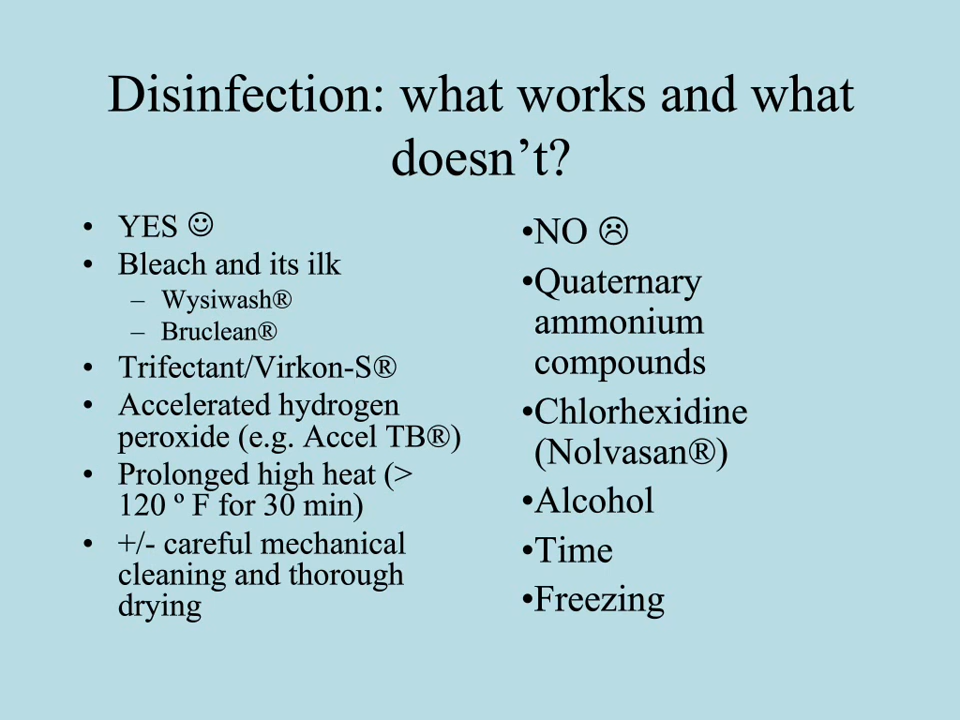 Disinfection: what works and what
doesn't?
• YES ☺
• Bleach and its ilk
– Wysiwash®
– Bruclean®
• Trifectant/Virkon-S®
• Accelerated hydrogen
peroxide (e.g. Accel TB®)
• Prolonged high heat (>
120 º F for 30 min)
• +/- careful mechanical
cleaning and thorough
drying
•NO ☹
•Quaternary
ammonium
compounds
•Chlorhexidine
(Nolvasan®)
•Alcohol
•Time
•Freezing